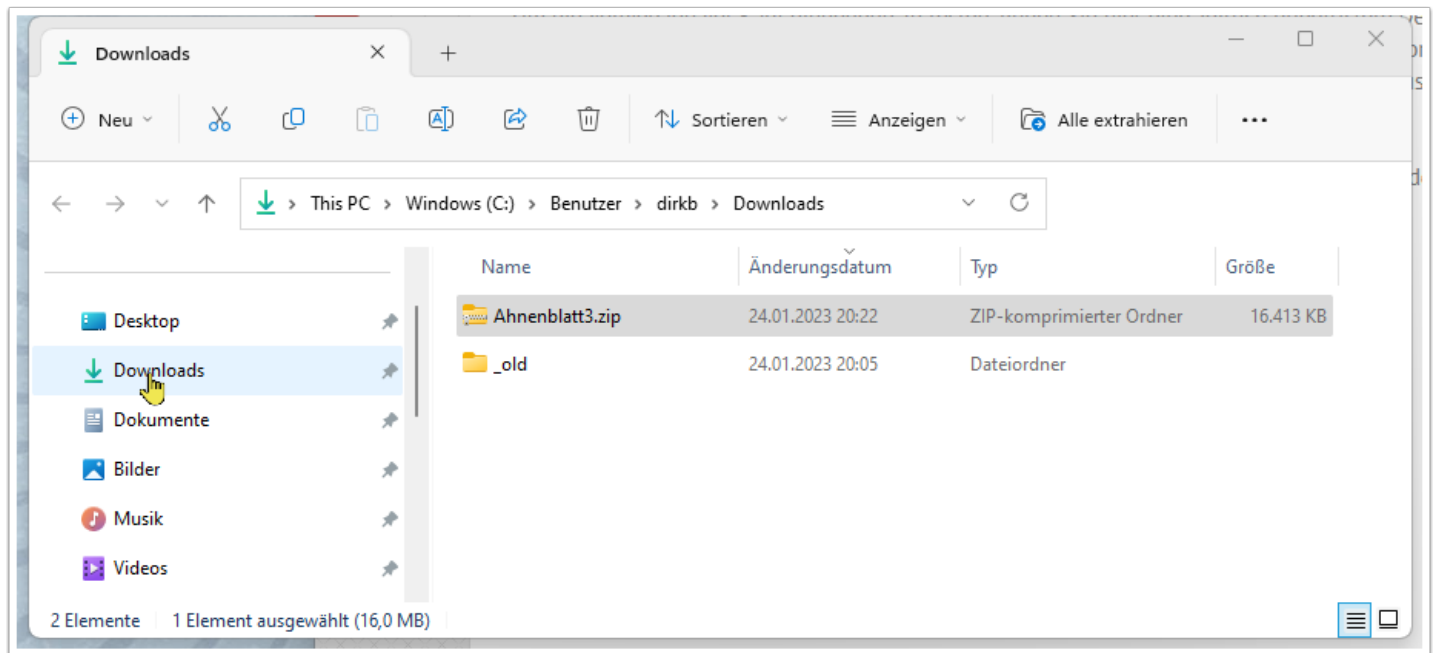 Downloads
Neu Sortieren Anzeigen Alle extrahieren ...
This PC > Windows (C:) > Benutzer > dirkb > Downloads
Name Änderungsdatum Typ Größe
Ahnenblatt3.zip 24.01.2023 20:22 ZIP-komprimierter Ordner 16.413 KB
_old 24.01.2023 20:05 Dateiordner
Desktop
Downloads
Dokumente
Bilder
Musik
Videos
2 Elemente 1 Element ausgewählt (16,0 MB)